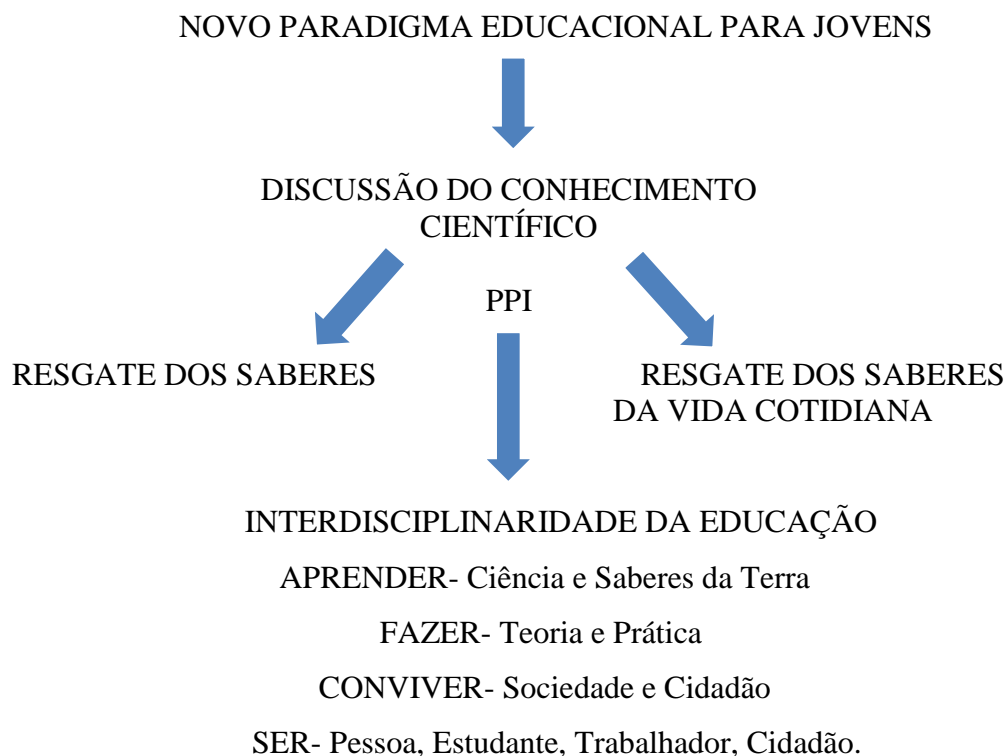 NOVO PARADIGMA EDUCACIONAL PARA JOVENS
DISCUSSÃO DO CONHECIMENTO
CIENTÍFICO
PPI
RESGATE DOS SABERES
RESGATE DOS SABERES
DA VIDA COTIDIANA
INTERDISCIPLINARIDADE DA EDUCAÇÃO
APRENDER- Ciência e Saberes da Terra
FAZER- Teoria e Prática
CONVIVER- Sociedade e Cidadão
SER- Pessoa, Estudante, Trabalhador, Cidadão.